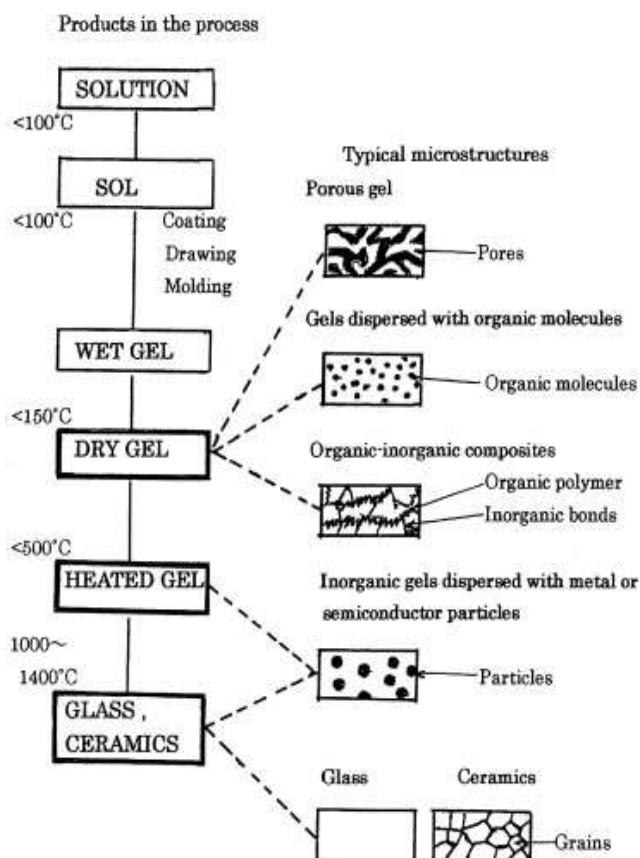 Products in the process
SOLUTION
<100°C
SOL
<100°C
Coating
Drawing
Molding
WET GEL
<150°C
DRY GEL
<500°C
HEATED GEL
1000～
1400°C
GLASS,
CERAMICS
Typical microstructures
Porous gel
Pores
Gels dispersed with organic molecules
Organic molecules
Organic-inorganic composites
Organic polymer
Inorganic bonds
Inorganic gels dispersed with metal or
semiconductor particles
Particles
Glass
Ceramics
Grains